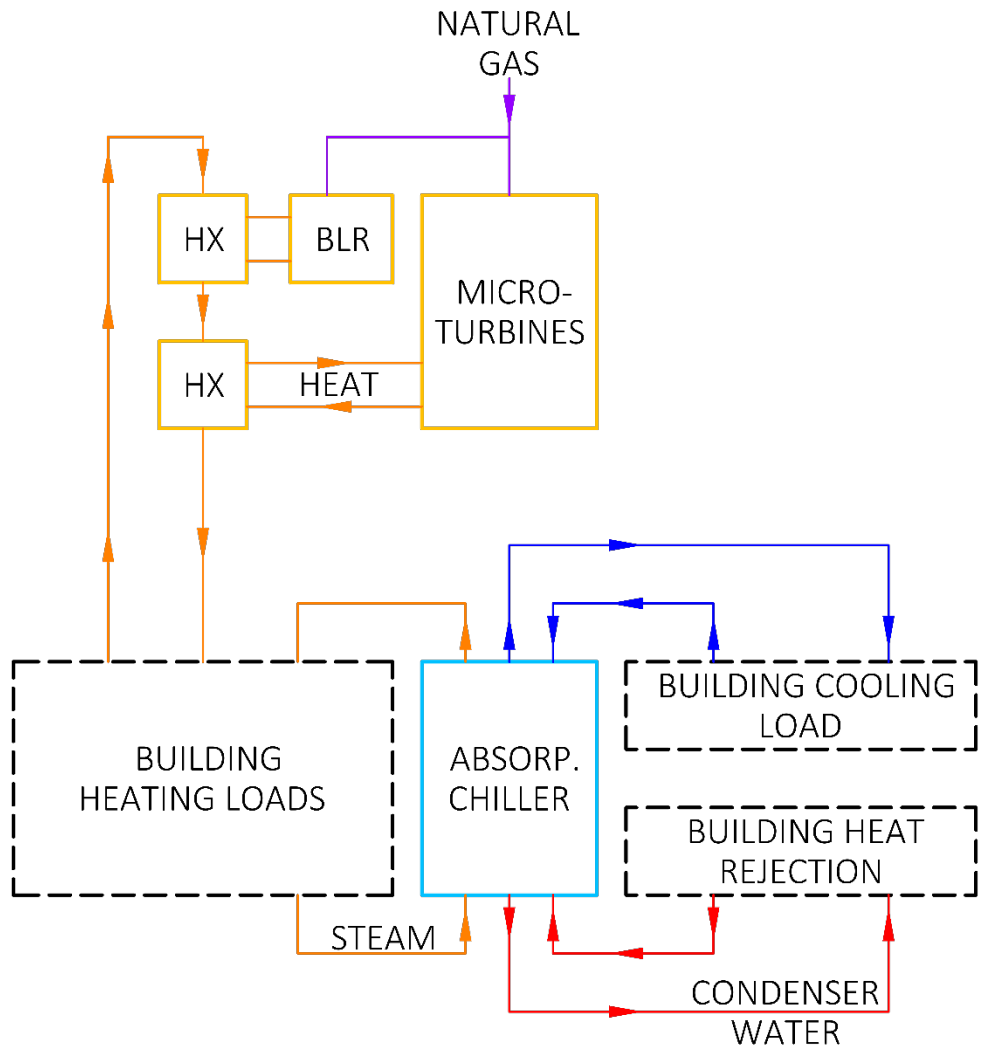 NATURAL
GAS
HX
BLR
MICRO-
TURBINES
HX
HEAT
BUILDING
HEATING LOADS
ABSORP.
CHILLER
BUILDING COOLING
LOAD
BUILDING HEAT
REJECTION
STEAM
CONDENSER
WATER